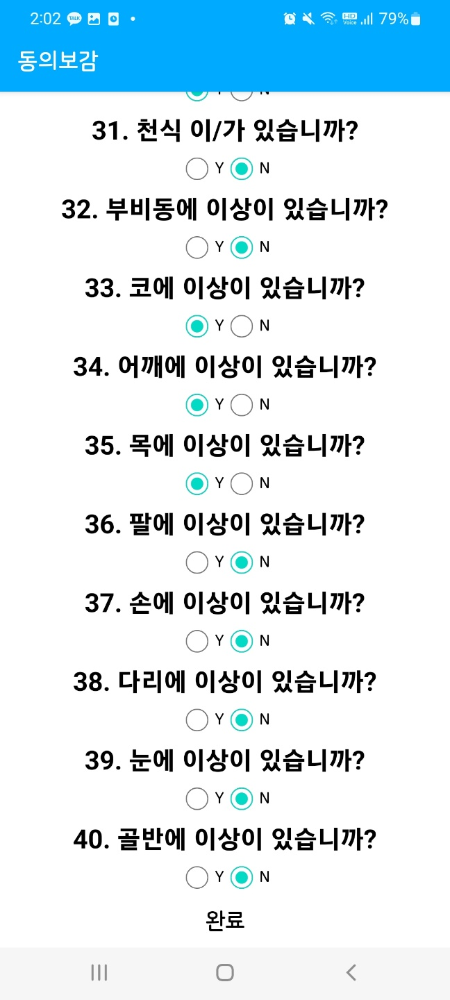 2:02 TALK HD Voice 79%
동의보감
31. 천식 이/가 있습니까?
Y N
32. 부비동에 이상이 있습니까?
Y N
33. 코에 이상이 있습니까?
Y N
34. 어깨에 이상이 있습니까?
Y N
35. 목에 이상이 있습니까?
Y N
36. 팔에 이상이 있습니까?
Y N
37. 손에 이상이 있습니까?
Y N
38. 다리에 이상이 있습니까?
Y N
39. 눈에 이상이 있습니까?
Y N
40. 골반에 이상이 있습니까?
Y N
완료